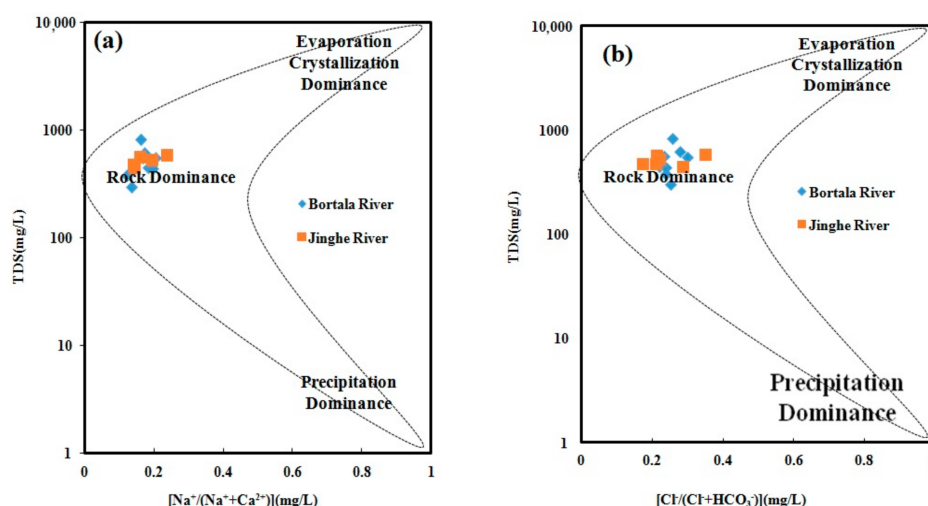 (a)
10,000
1000
100
10
1
TDS(mg/L)
Evaporation
Crystallization
Dominance
Rock Dominance
Bortala River
Jinghe River
Precipitation
Dominance
0
0.2
0.4
0.6
0.8
1
[Na⁺/(Na⁺+Ca²⁺)](mg/L)
(b)
10,000
1000
100
10
1
TDS(mg/L)
Evaporation
Crystallization
Dominance
Rock Dominance
Bortala River
Jinghe River
Precipitation
Dominance
0
0.2
0.4
0.6
0.8
1
[Cl⁻/(Cl⁻+HCO₃⁻)](mg/L)